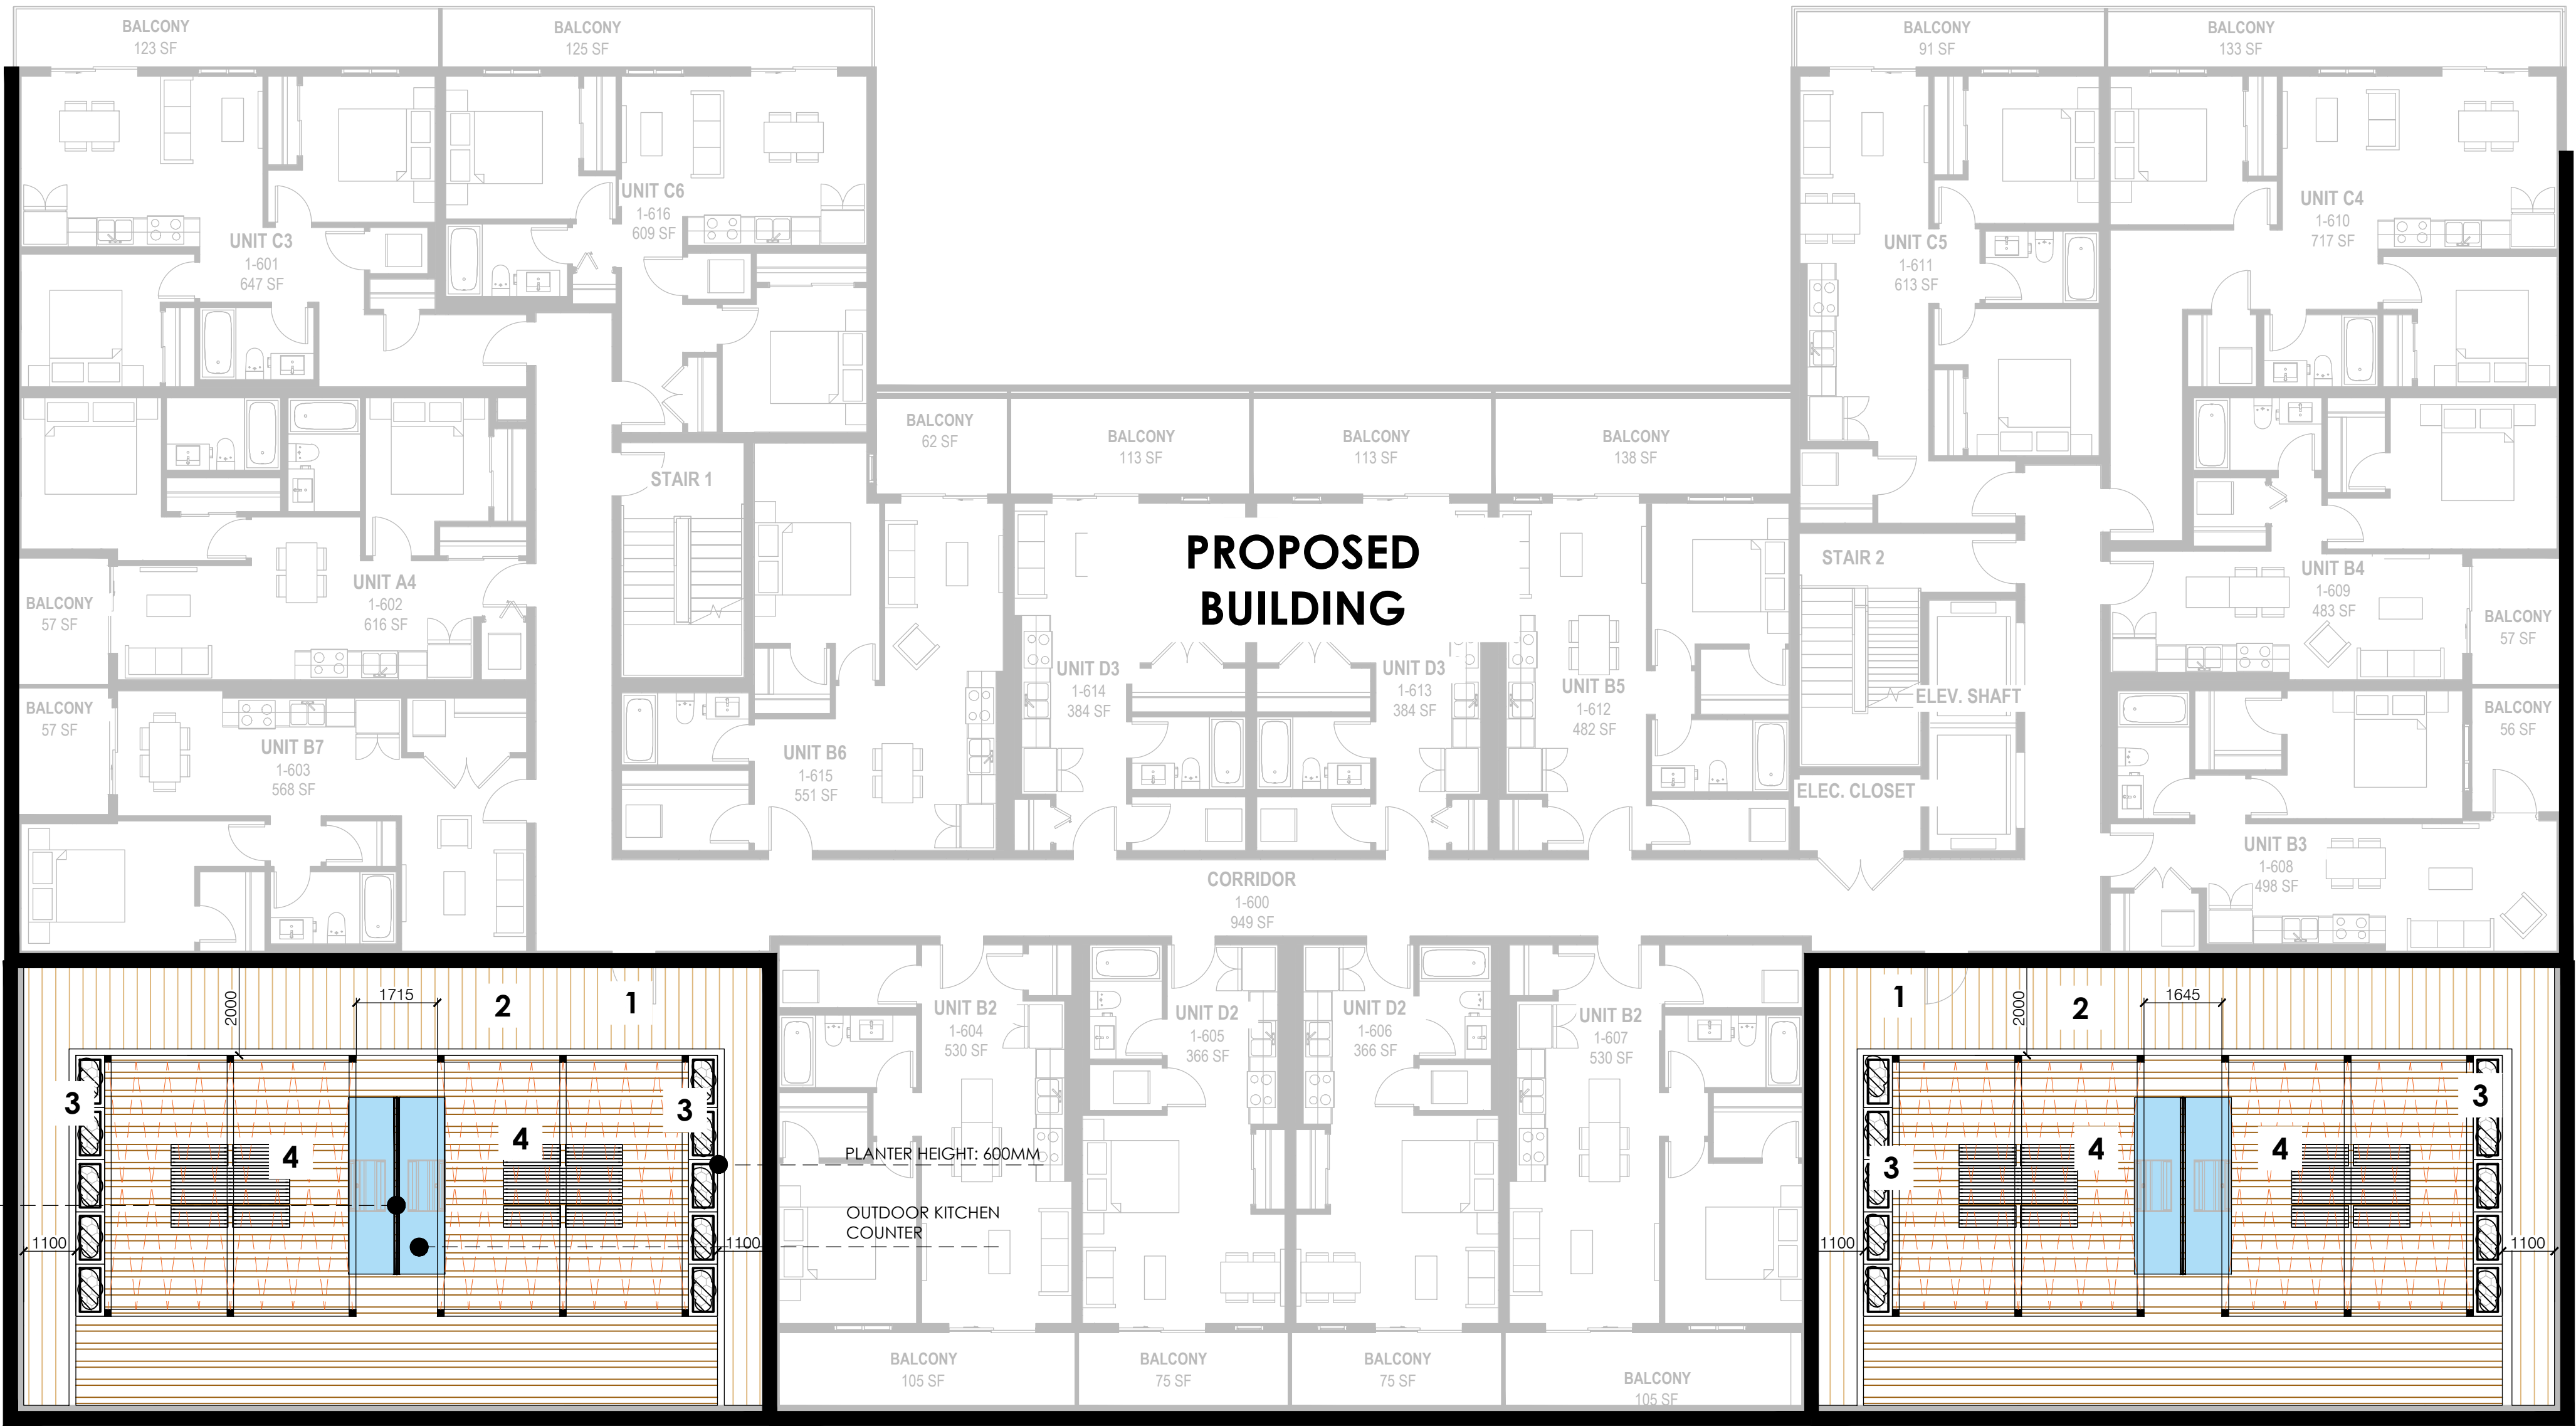 BALCONY
123 SF
BALCONY
125 SF
BALCONY
91 SF
BALCONY
133 SF
UNIT C3
1-601
647 SF
UNIT C6
1-616
609 SF
UNIT C5
1-611
613 SF
UNIT C4
1-610
717 SF
BALCONY
62 SF
BALCONY
113 SF
BALCONY
113 SF
BALCONY
138 SF
STAIR 1
PROPOSED
BUILDING
STAIR 2
UNIT A4
1-602
616 SF
BALCONY
57 SF
UNIT B4
1-609
483 SF
BALCONY
57 SF
BALCONY
57 SF
UNIT B7
1-603
568 SF
UNIT B6
1-615
551 SF
UNIT D3
1-614
384 SF
UNIT D3
1-613
384 SF
UNIT B5
1-612
482 SF
ELEV. SHAFT
ELEC. CLOSET
BALCONY
56 SF
UNIT B3
1-608
498 SF
CORRIDOR
1-600
949 SF
UNIT B2
1-604
530 SF
UNIT D2
1-605
366 SF
UNIT D2
1-606
366 SF
UNIT B2
1-607
530 SF
2000
1715
2
1
3
3
4
4
1100
1100
PLANTER HEIGHT: 600MM
OUTDOOR KITCHEN
COUNTER
1
2000
2
1645
3
3
4
4
1100
1100
BALCONY
105 SF
BALCONY
75 SF
BALCONY
75 SF
BALCONY
105 SF